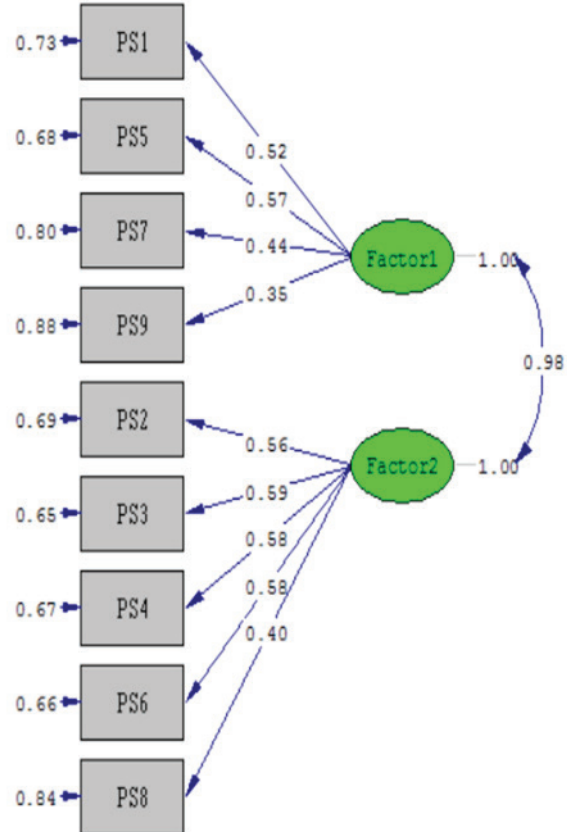 0.73 PS1
0.52
0.68 PS5
0.57
0.80 PS7
0.44
Factor1 1.00
0.35
0.88 PS9
0.98
0.69 PS2
0.56
Factor2 1.00
0.59
0.65 PS3
0.58
0.67 PS4
0.58
0.40
0.66 PS6
0.84 PS8